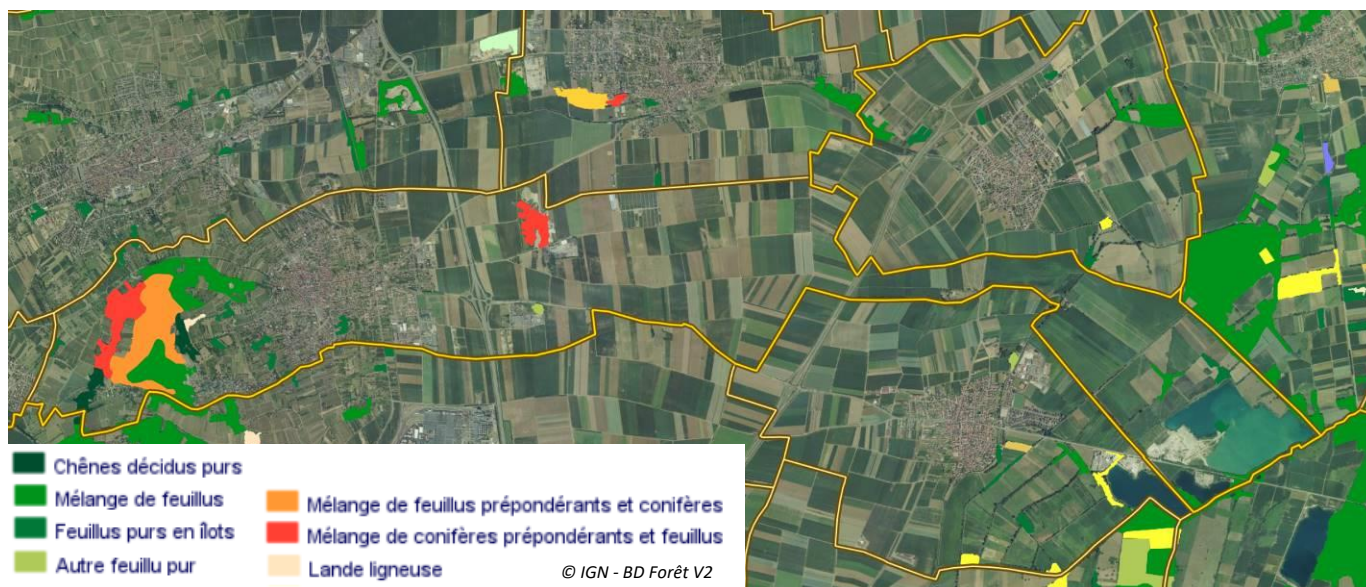 Chênes décidus purs
Mélange de feuillus
Feuillus purs en îlots
Autre feuillu pur
Mélange de feuillus prépondérants et conifères
Mélange de conifères prépondérants et feuillus
Lande ligneuse
© IGN - BD Forêt V2